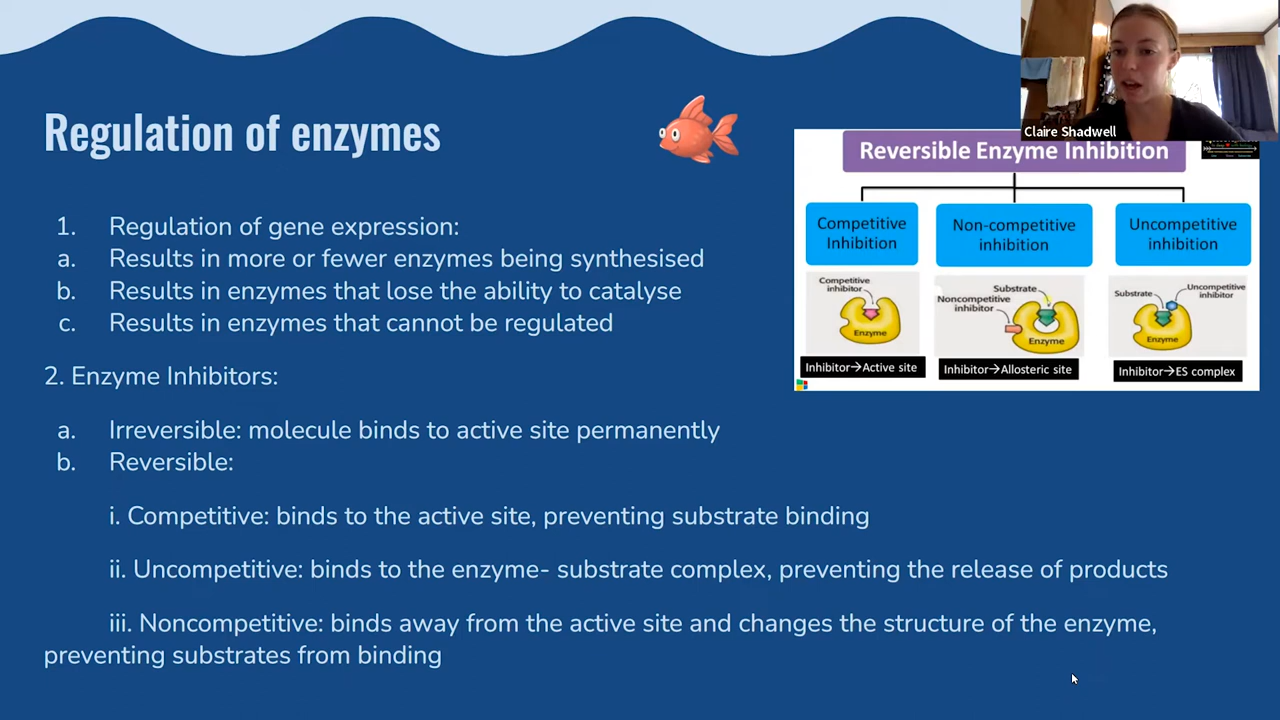 Claire Shadwell
Regulation of enzymes
1. Regulation of gene expression:
a. Results in more or fewer enzymes being synthesised
b. Results in enzymes that lose the ability to catalyse
c. Results in enzymes that cannot be regulated
2. Enzyme Inhibitors:
a. Irreversible: molecule binds to active site permanently
b. Reversible:
i. Competitive: binds to the active site, preventing substrate binding
ii. Uncompetitive: binds to the enzyme- substrate complex, preventing the release of products
iii. Noncompetitive: binds away from the active site and changes the structure of the enzyme,
preventing substrates from binding
Reversible Enzyme Inhibition
Competitive
Inhibition
Non-competitive
inhibition
Uncompetitive
inhibition
Competitive
inhibitor
Enzyme
Substrate
Noncompetitive
inhibitor
Enzyme
Substrate
Uncompetitive
inhibitor
Enzyme
Inhibitor→Active site
Inhibitor→Allosteric site
Inhibitor→ES complex